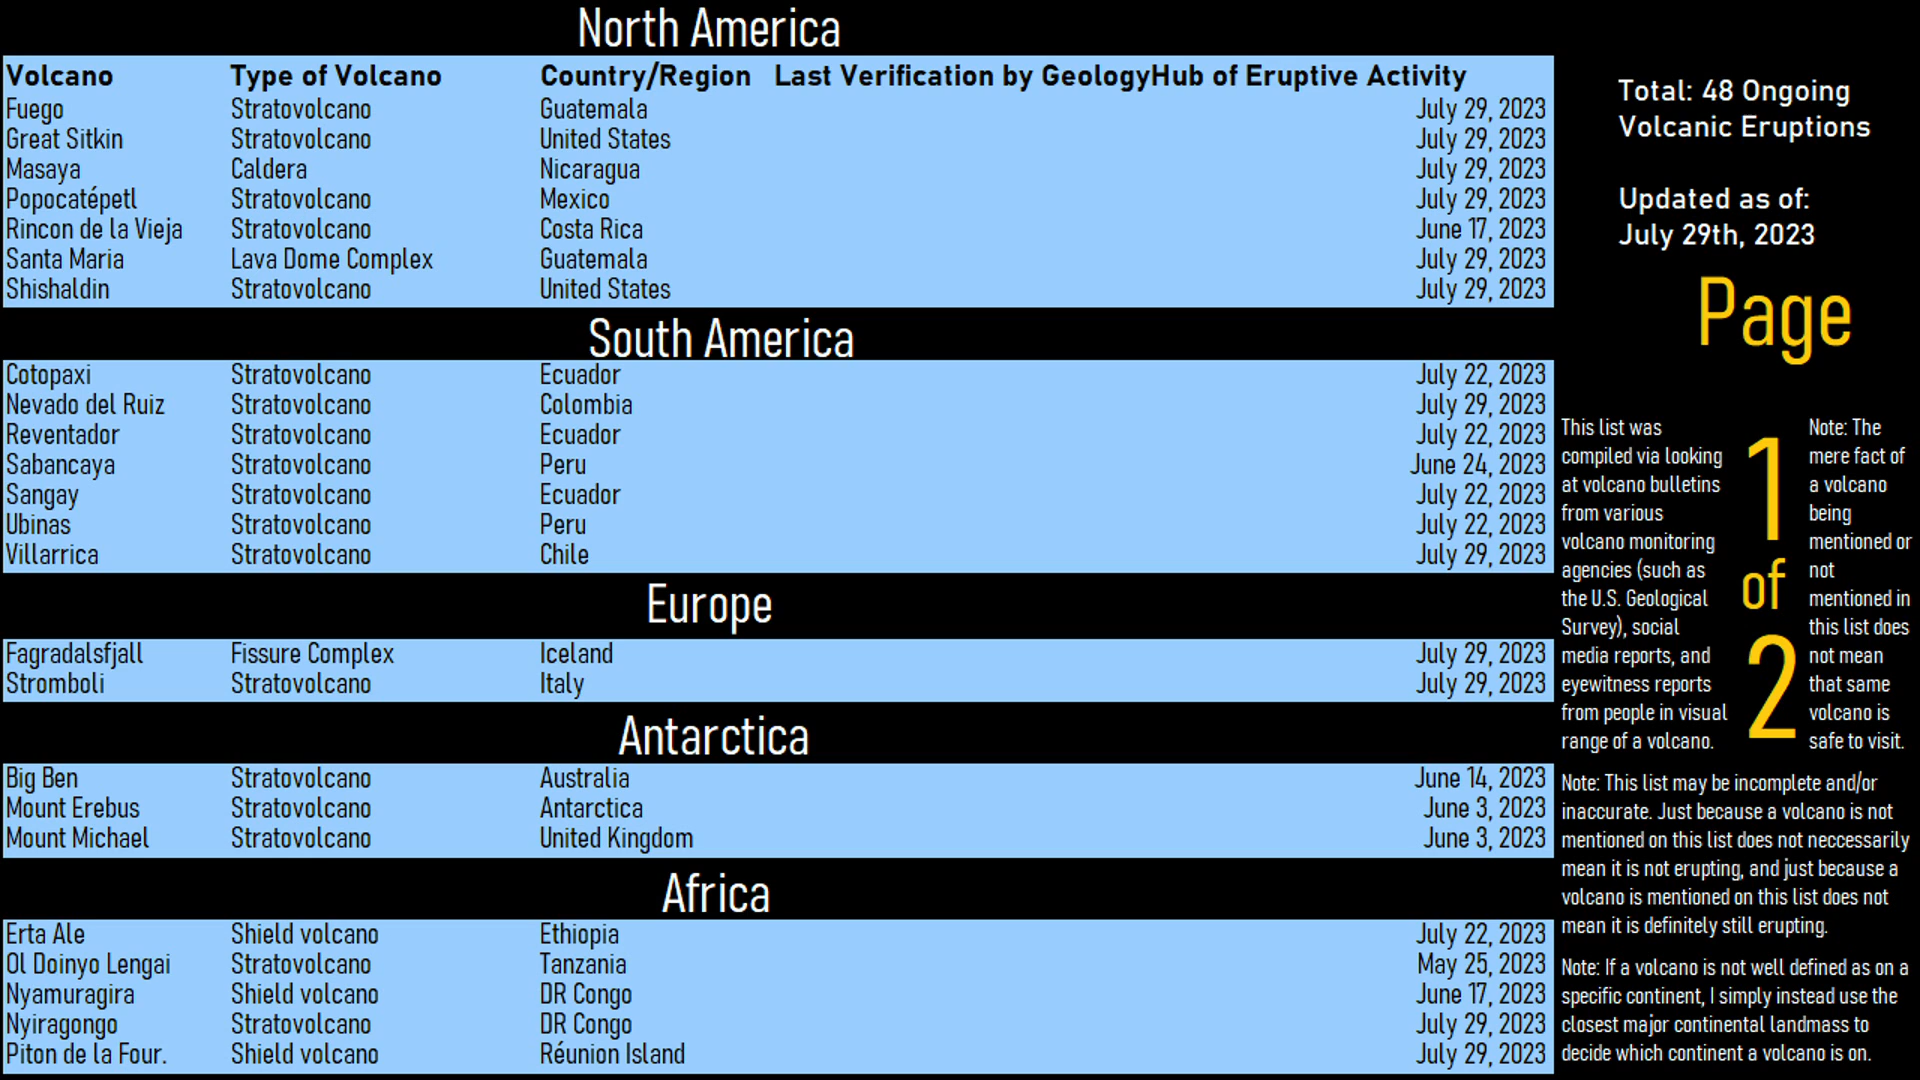 North America
Volcano Type of Volcano Country/Region Last Verification by GeologyHub of Eruptive Activity
Fuego Stratovolcano Guatemala July 29, 2023
Great Sitkin Stratovolcano United States July 29, 2023
Masaya Caldera Nicaragua July 29, 2023
Popocatépetl Stratovolcano Mexico July 29, 2023
Rincon de la Vieja Stratovolcano Costa Rica June 17, 2023
Santa Maria Lava Dome Complex Guatemala July 29, 2023
Shishaldin Stratovolcano United States July 29, 2023
South America
Cotopaxi Stratovolcano Ecuador July 22, 2023
Nevado del Ruiz Stratovolcano Colombia July 29, 2023
Reventador Stratovolcano Ecuador July 22, 2023
Sabancaya Stratovolcano Peru June 24, 2023
Sangay Stratovolcano Ecuador July 22, 2023
Ubinas Stratovolcano Peru July 22, 2023
Villarrica Stratovolcano Chile July 29, 2023
Europe
Fagradalsfjall Fissure Complex Iceland July 29, 2023
Stromboli Stratovolcano Italy July 29, 2023
Antarctica
Big Ben Stratovolcano Australia June 14, 2023
Mount Erebus Stratovolcano Antarctica June 3, 2023
Mount Michael Stratovolcano United Kingdom June 3, 2023
Africa
Erta Ale Shield volcano Ethiopia July 22, 2023
Ol Doinyo Lengai Stratovolcano Tanzania May 25, 2023
Nyamuragira Shield volcano DR Congo June 17, 2023
Nyiragongo Stratovolcano DR Congo July 29, 2023
Piton de la Four. Shield volcano Réunion Island July 29, 2023
Total: 48 Ongoing
Volcanic Eruptions
Updated as of:
July 29th, 2023
Page
1
of
2
This list was
compiled via looking
at volcano bulletins
from various
volcano monitoring
agencies (such as
the U.S. Geological
Survey), social
media reports, and
eyewitness reports
from people in visual
range of a volcano.
Note: The
mere fact of
a volcano
being
mentioned or
not
mentioned in
this list does
not mean
that same
volcano is
safe to visit.
Note: This list may be incomplete and/or
inaccurate. Just because a volcano is not
mentioned on this list does not neccessarily
mean it is not erupting, and just because a
volcano is mentioned on this list does not
mean it is definitely still erupting.
Note: If a volcano is not well defined as on a
specific continent, I simply instead use the
closest major continental landmass to
decide which continent a volcano is on.